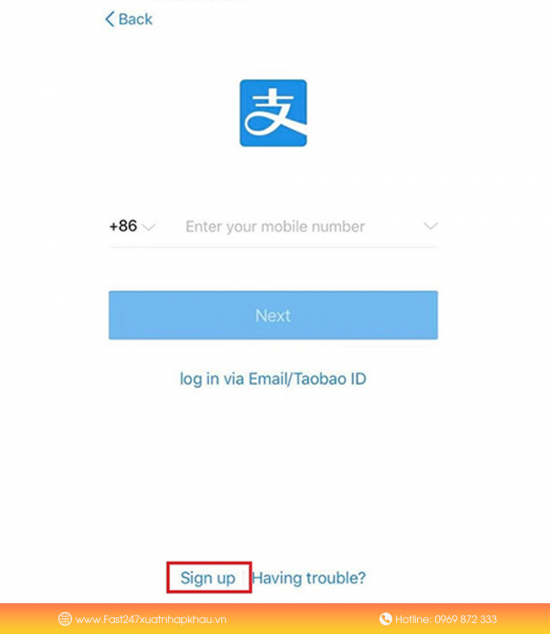 Back
支
+86 Enter your mobile number
Next
log in via Email/Taobao ID
Sign up Having trouble?
www.Fast247xuatnhapkhau.vn Hotline: 0969 872 333